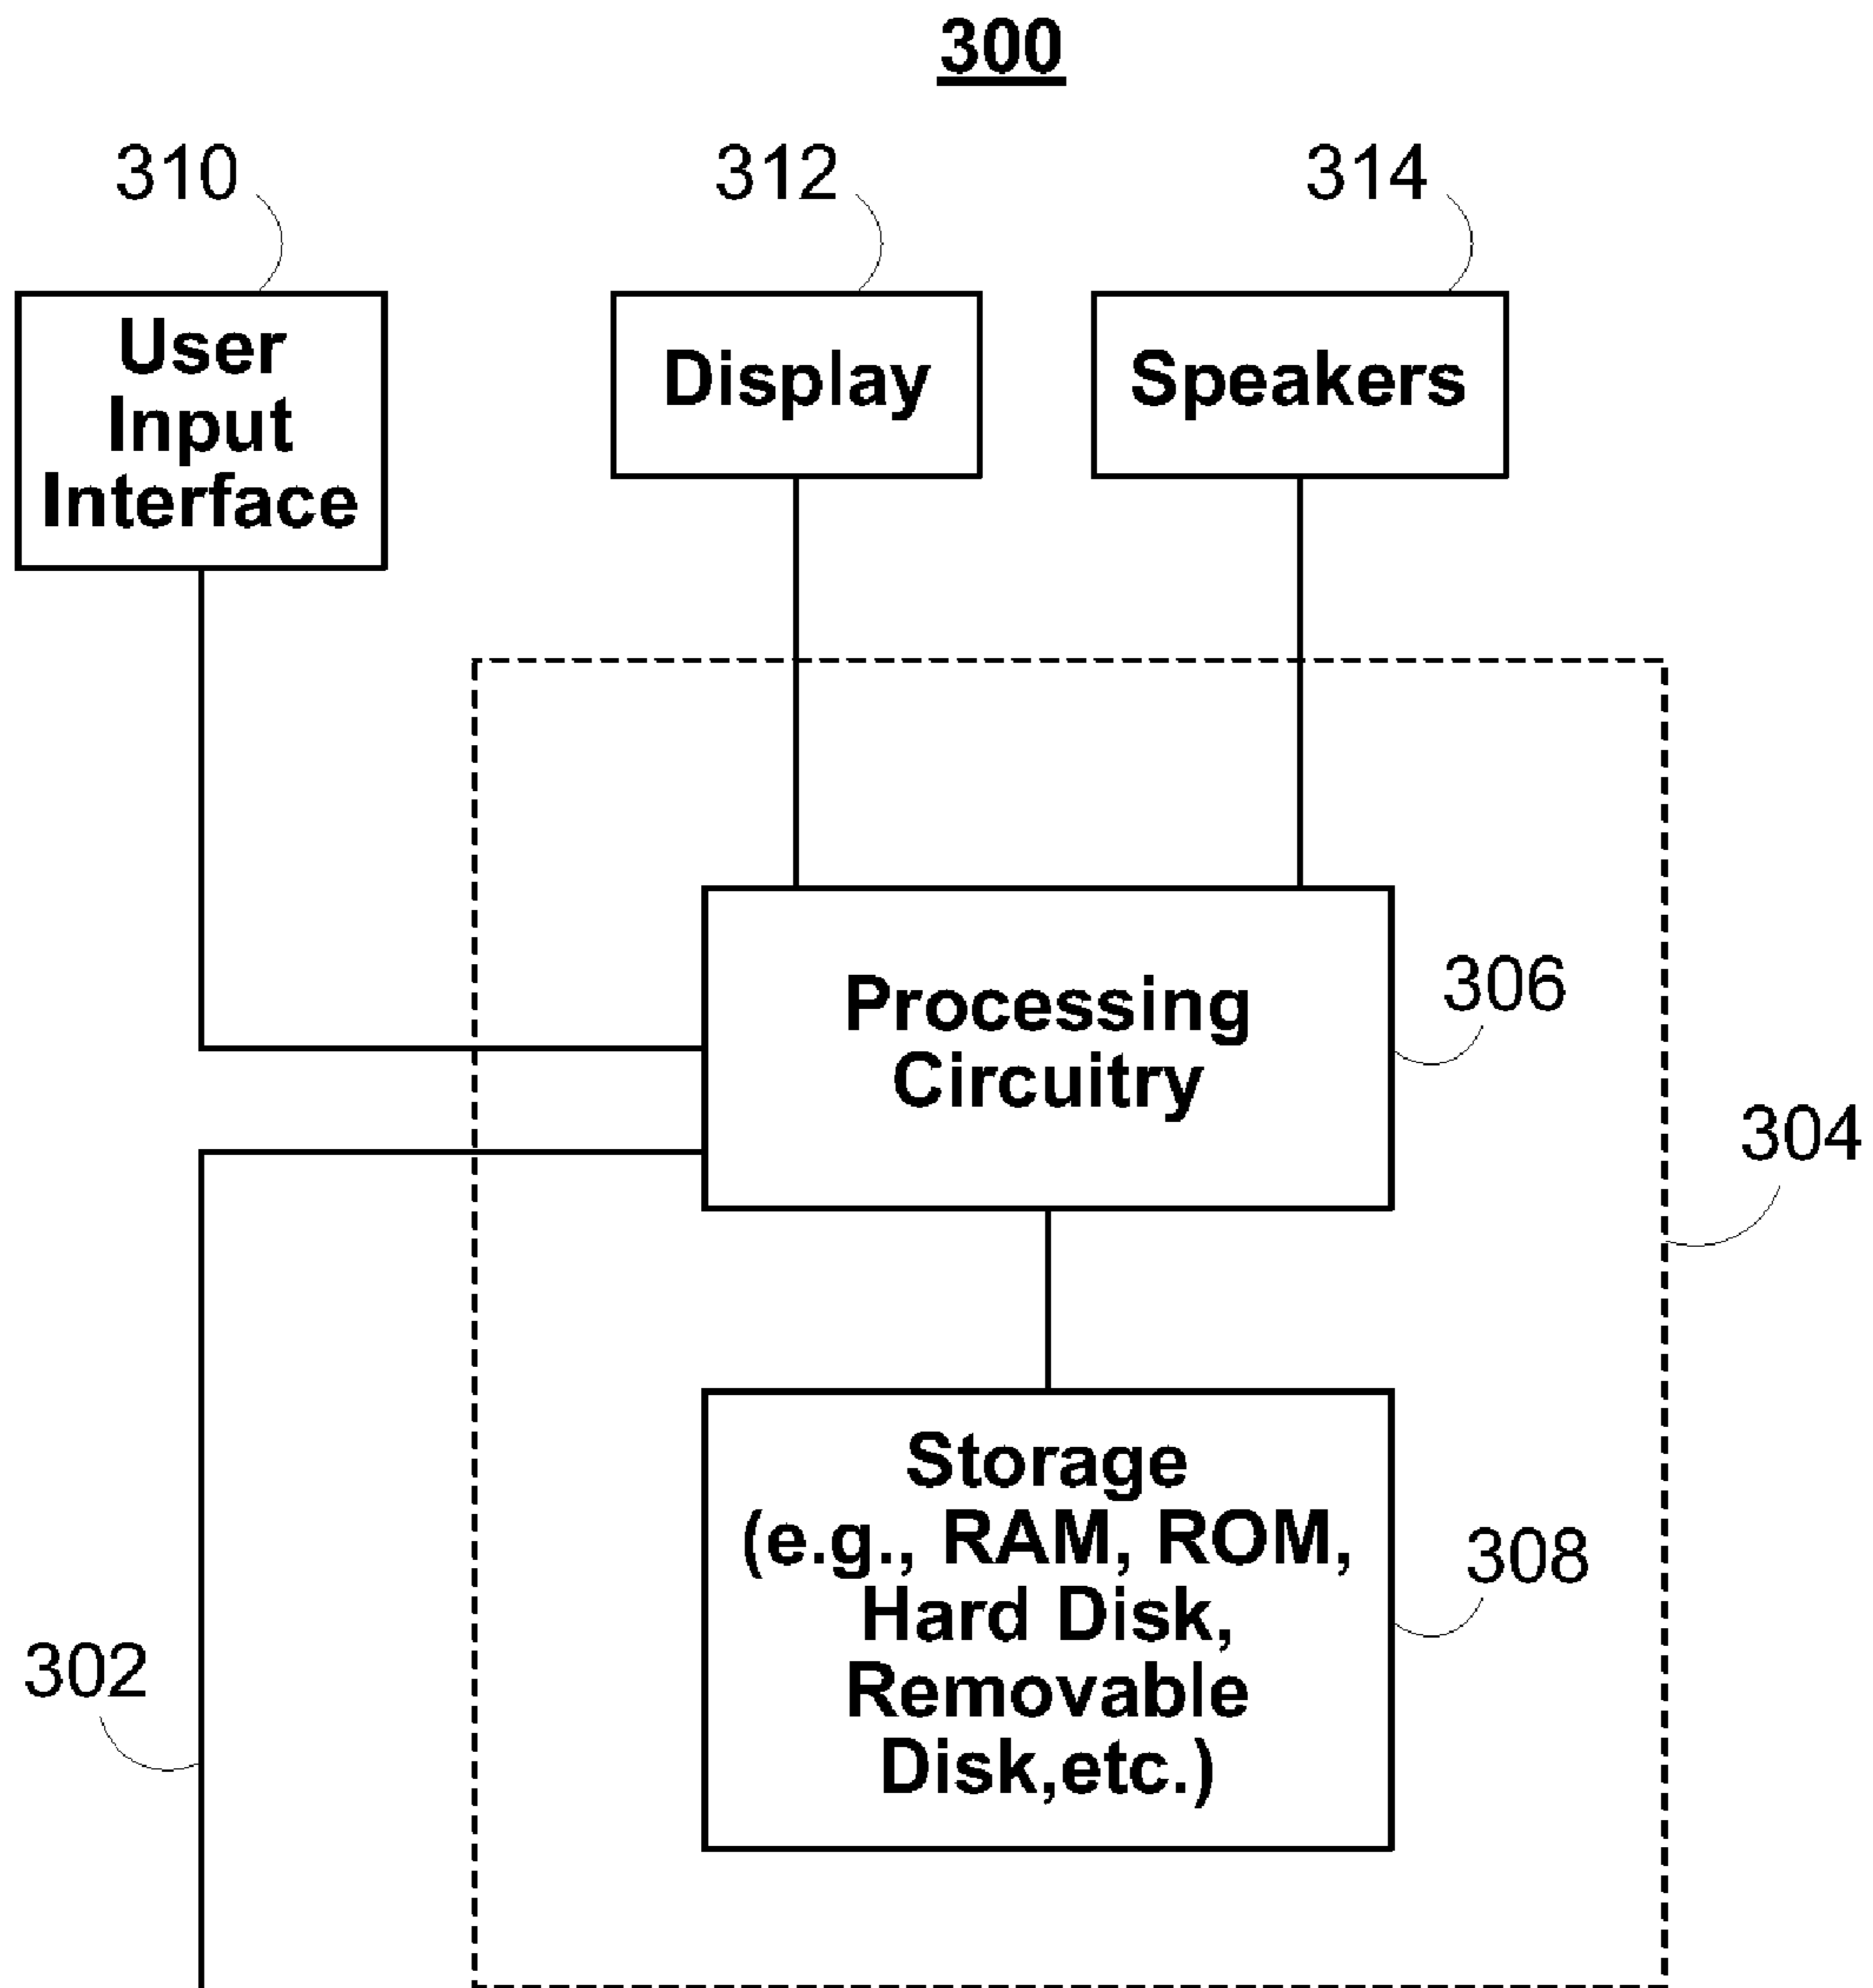 300
310
312
314
User
Input
Interface
Display
Speakers
Processing
Circuitry
306
304
Storage
(e.g., RAM, ROM,
Hard Disk,
Removable
Disk,etc.)
308
302